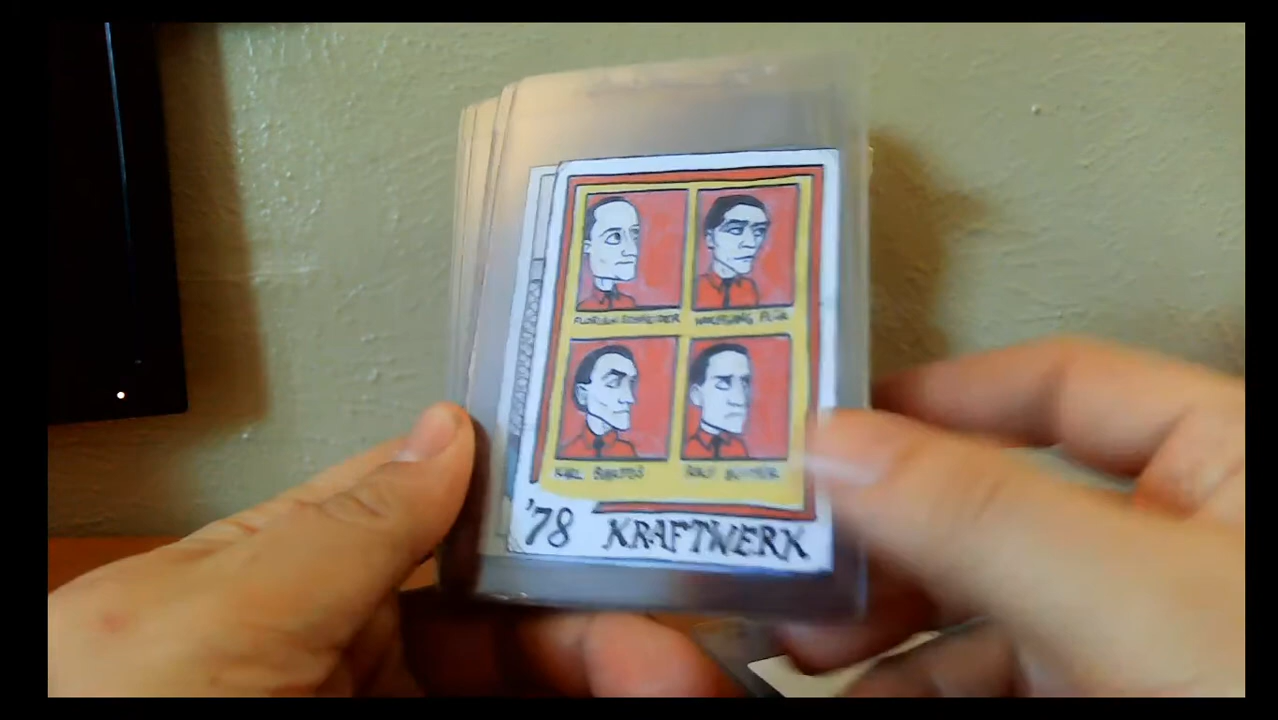 FLORIAN SCHNEIDER WOLFGANG FLÜR
KARL BARTOS RALF HÜTTER
'78 KRAFTWERK